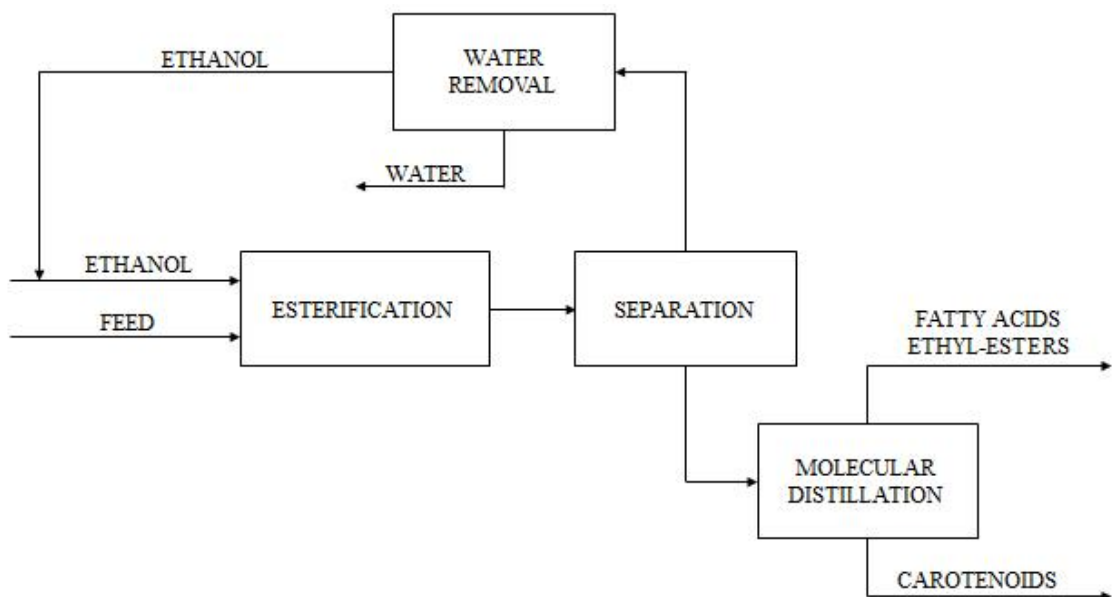 ETHANOL
WATER
REMOVAL
WATER
ETHANOL
FEED
ESTERIFICATION
SEPARATION
FATTY ACIDS
ETHYL-ESTERS
MOLECULAR
DISTILLATION
CAROTENOIDS